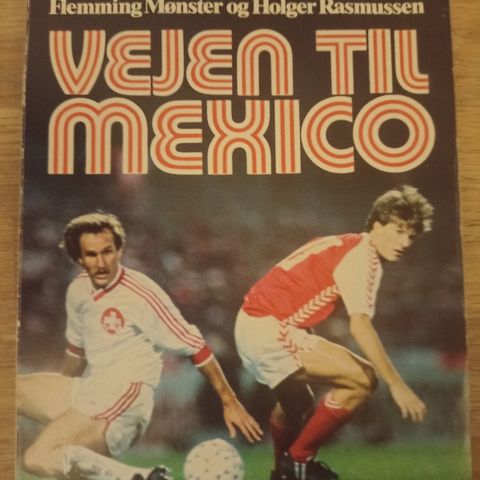 Flemming Mønster og Holger Rasmussen
VEJEN TIL
MEXICO